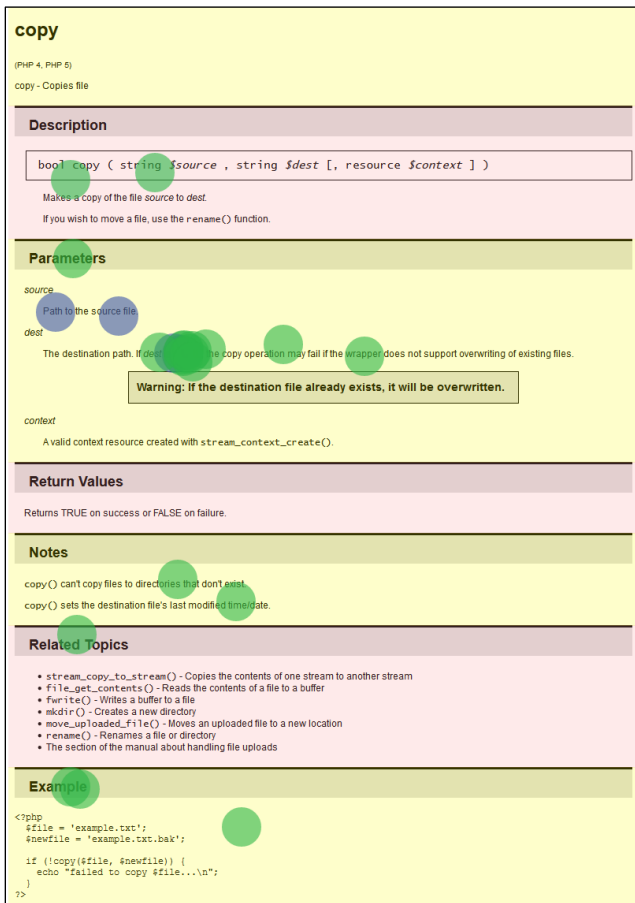 copy
(PHP 4, PHP 5)
copy - Copies file
Description
bool copy ( string $source , string $dest [, resource $context ] )
Makes a copy of the file source to dest.
If you wish to move a file, use the rename() function.
Parameters
source
Path to the source file.
dest
The destination path. If dest the copy operation may fail if the wrapper does not support overwriting of existing files.
Warning: If the destination file already exists, it will be overwritten.
context
A valid context resource created with stream_context_create().
Return Values
Returns TRUE on success or FALSE on failure.
Notes
copy() can't copy files to directories that don't exist.
copy() sets the destination file's last modified time/date.
Related Topics
• stream_copy_to_stream() - Copies the contents of one stream to another stream
• file_get_contents() - Reads the contents of a file to a buffer
• fwrite() - Writes a buffer to a file
• mkdir() - Creates a new directory
• move_uploaded_file() - Moves an uploaded file to a new location
• rename() - Renames a file or directory
• The section of the manual about handling file uploads
Example
<?php
$file = 'example.txt';
$newfile = 'example.txt.bak';
if (!copy($file, $newfile)) {
echo "failed to copy $file...\n";
}
?>